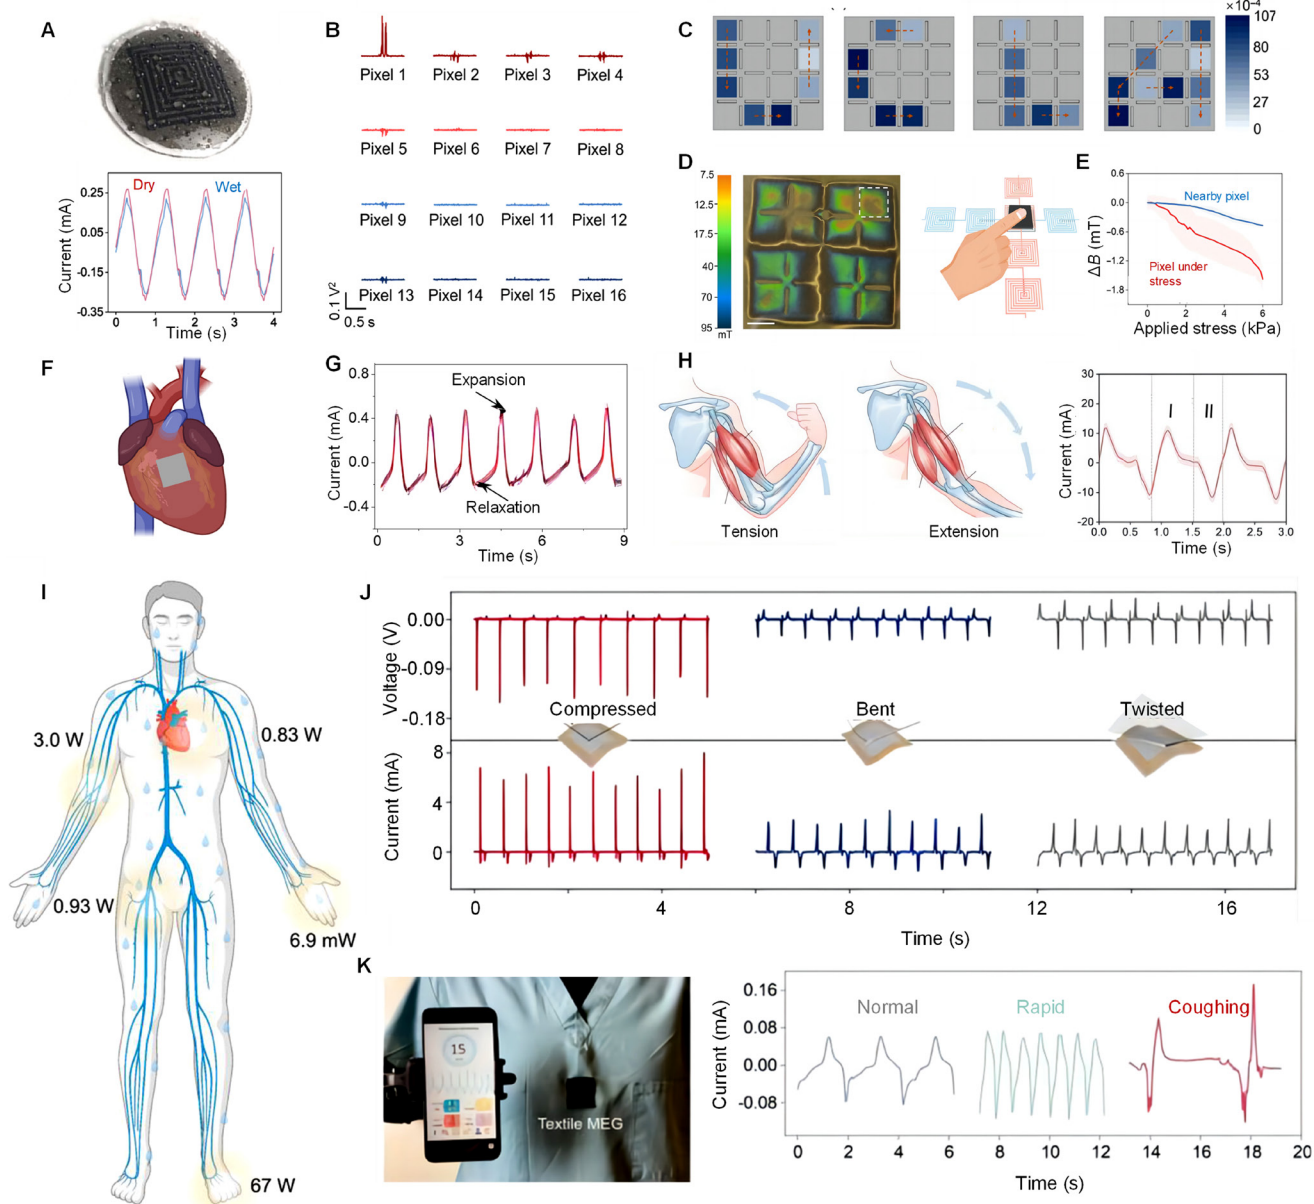 A
Dry
Wet
Current (mA)
0.25
0.05
-0.15
-0.35
0
1
2
3
4
Time (s)
B
Pixel 1
Pixel 2
Pixel 3
Pixel 4
Pixel 5
Pixel 6
Pixel 7
Pixel 8
Pixel 9
Pixel 10
Pixel 11
Pixel 12
Pixel 13
Pixel 14
Pixel 15
Pixel 16
0.1 V²
0.5 s
C
×10⁻⁴
107
80
53
27
0
D
7.5
12.5
17.5
40
70
95
mT
E
ΔB (mT)
0.6
0.0
-0.6
-1.2
-1.8
Nearby pixel
Pixel under
stress
0
2
4
6
Applied stress (kPa)
F
G
Current (mA)
0.8
0.4
0.0
-0.4
Expansion
Relaxation
0
3
6
9
Time (s)
H
Tension
Extension
Current (mA)
30
20
10
0
-10
-20
I
II
0.0
0.5
1.0
1.5
2.0
2.5
3.0
Time (s)
I
3.0 W
0.83 W
0.93 W
6.9 mW
67 W
J
Voltage (V)
0.00
-0.09
-0.18
Compressed
Bent
Twisted
Current (mA)
8
4
0
0
4
8
12
16
Time (s)
K
15
Textile MEG
Current (mA)
0.16
0.08
0.00
-0.08
Normal
Rapid
Coughing
0
2
4
6
8
10
12
14
16
18
20
Time (s)